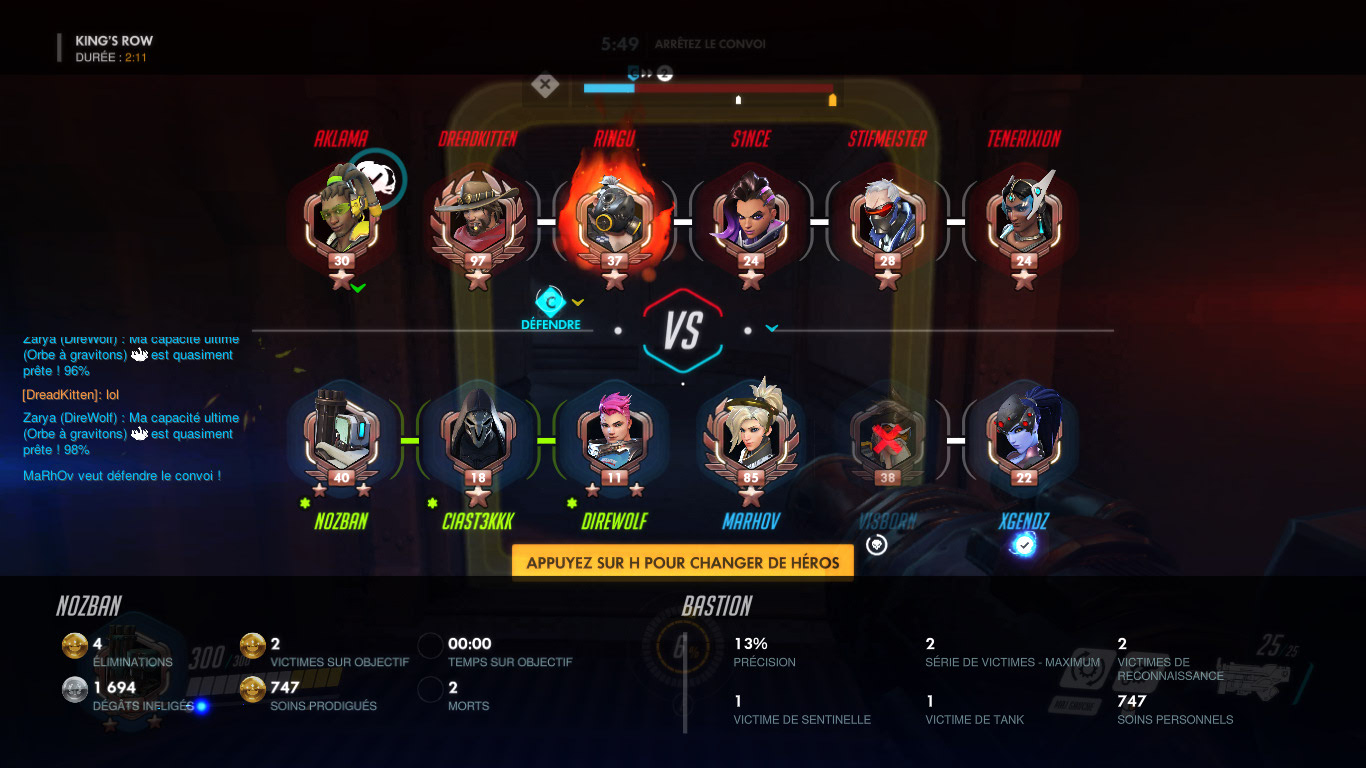 KING'S ROW
DURÉE : 2:11
5:49 ARRÊTEZ LE CONVOI
2
AKLAMA DREADKITTEN RINGU S1NCE STIFMEISTER TENERIXION
30 97 37 24 28 24
C
DÉFENDRE
VS
Zarya (DireWolf) : Ma capacité ultime
(Orbe à gravitons) est quasiment
prête ! 96%
[DreadKitten]: lol
Zarya (DireWolf) : Ma capacité ultime
(Orbe à gravitons) est quasiment
prête ! 98%
MaRhOv veut défendre le convoi !
40 18 11 85 38 22
NOZBAN CIAST3KKK DIREWOLF MARHOV VISBORN XGENDZ
APPUYEZ SUR H POUR CHANGER DE HÉROS
NOZBAN BASTION
4 2 00:00 13% 2 2
ÉLIMINATIONS VICTIMES SUR OBJECTIF TEMPS SUR OBJECTIF PRÉCISION SÉRIE DE VICTIMES - MAXIMUM VICTIMES DE
RECONNAISSANCE
300/300
25/25
1 694 747 2 1 1 747
DÉGÂTS INFLIGÉS SOINS PRODIGUÉS MORTS VICTIME DE SENTINELLE VICTIME DE TANK SOINS PERSONNELS